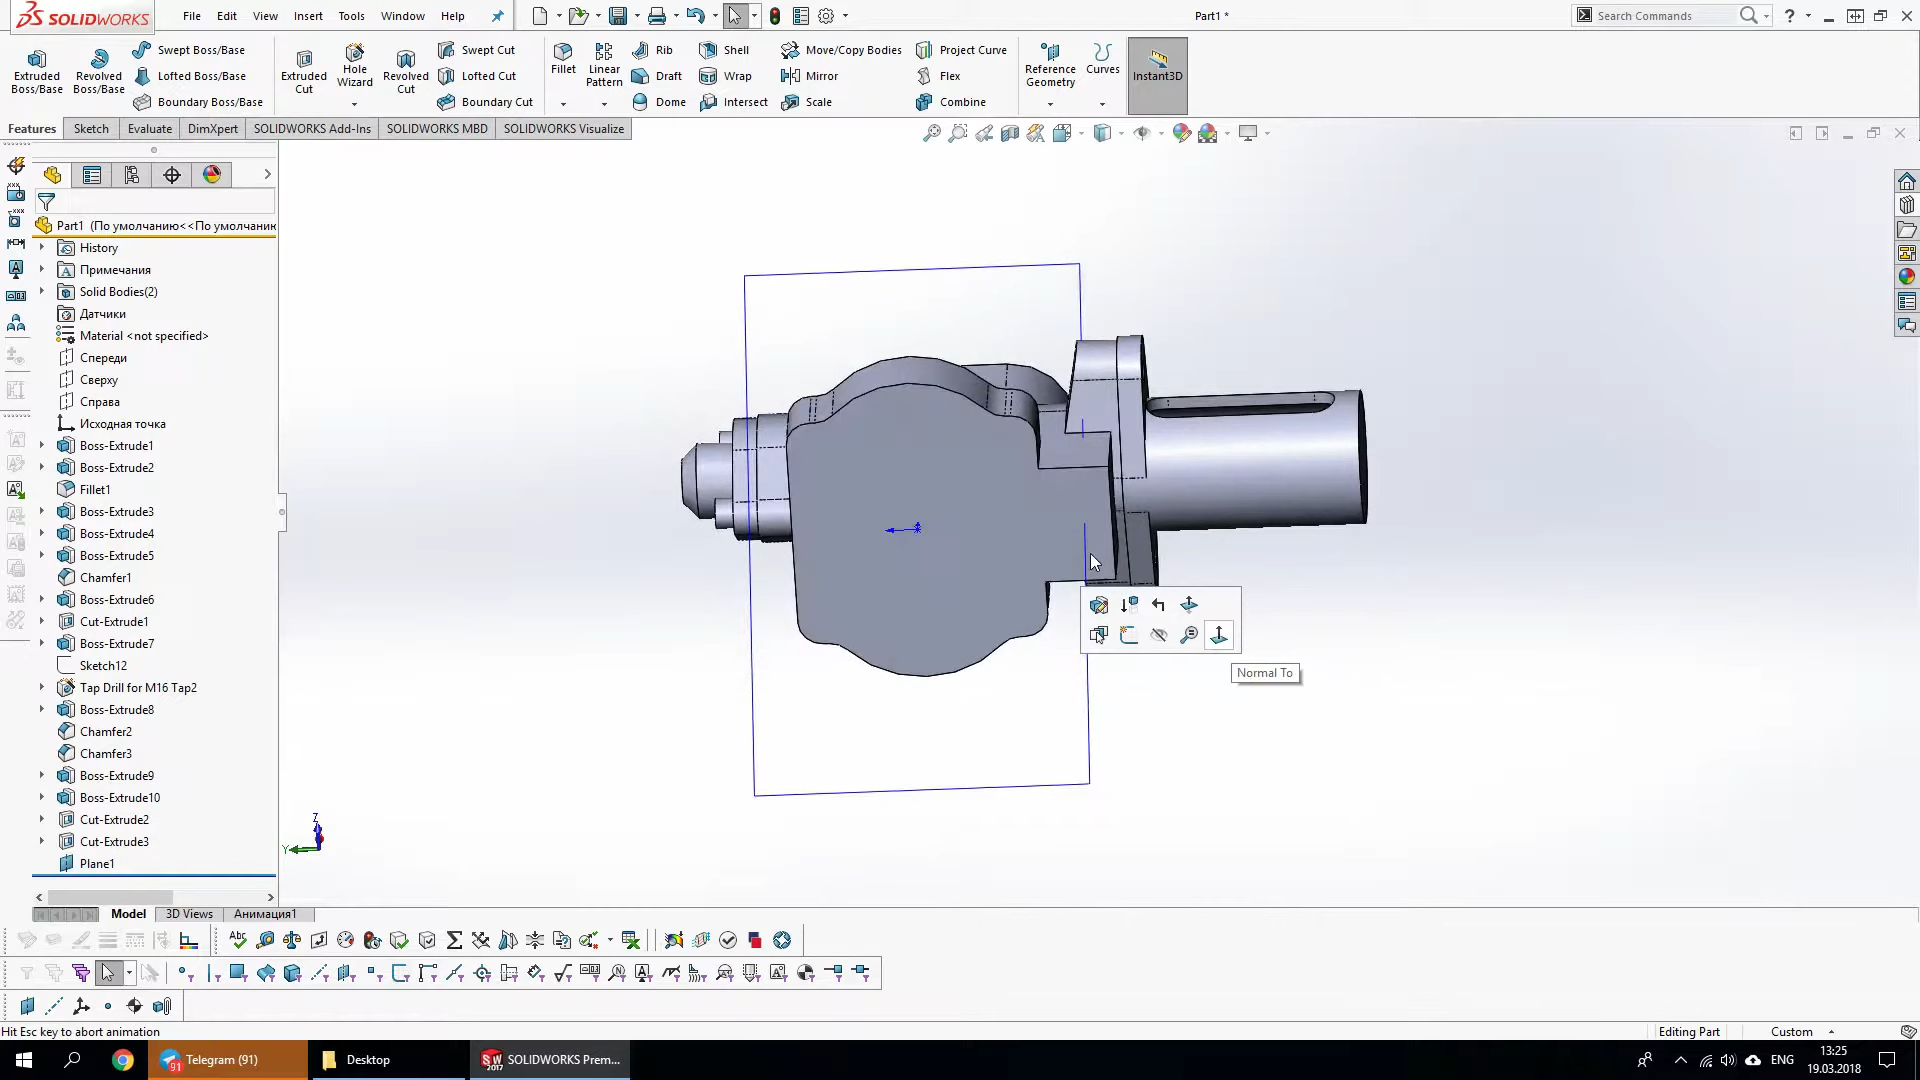 SOLIDWORKS
File Edit View Insert Tools Window Help
Part1 *
Search Commands
Extruded Boss/Base
Revolved Boss/Base
Swept Boss/Base
Lofted Boss/Base
Boundary Boss/Base
Extruded Cut
Hole Wizard
Revolved Cut
Swept Cut
Lofted Cut
Boundary Cut
Fillet
Linear Pattern
Rib
Draft
Dome
Shell
Wrap
Intersect
Move/Copy Bodies
Mirror
Scale
Project Curve
Flex
Combine
Reference Geometry
Curves
Instant3D
Features Sketch Evaluate DimXpert SOLIDWORKS Add-Ins SOLIDWORKS MBD SOLIDWORKS Visualize
Part1 (По умолчанию<<По умолчани
History
Примечания
Solid Bodies(2)
Датчики
Material <not specified>
Спереди
Сверху
Справа
Исходная точка
Boss-Extrude1
Boss-Extrude2
Fillet1
Boss-Extrude3
Boss-Extrude4
Boss-Extrude5
Chamfer1
Boss-Extrude6
Cut-Extrude1
Boss-Extrude7
Sketch12
Tap Drill for M16 Tap2
Boss-Extrude8
Chamfer2
Chamfer3
Boss-Extrude9
Boss-Extrude10
Cut-Extrude2
Cut-Extrude3
Plane1
Normal To
Z
Y
Model 3D Views Анимация1
Hit Esc key to abort animation
Editing Part
Custom
91
Telegram (91)
Desktop
SW
2017
SOLIDWORKS Prem...
ENG
13:25
19.03.2018